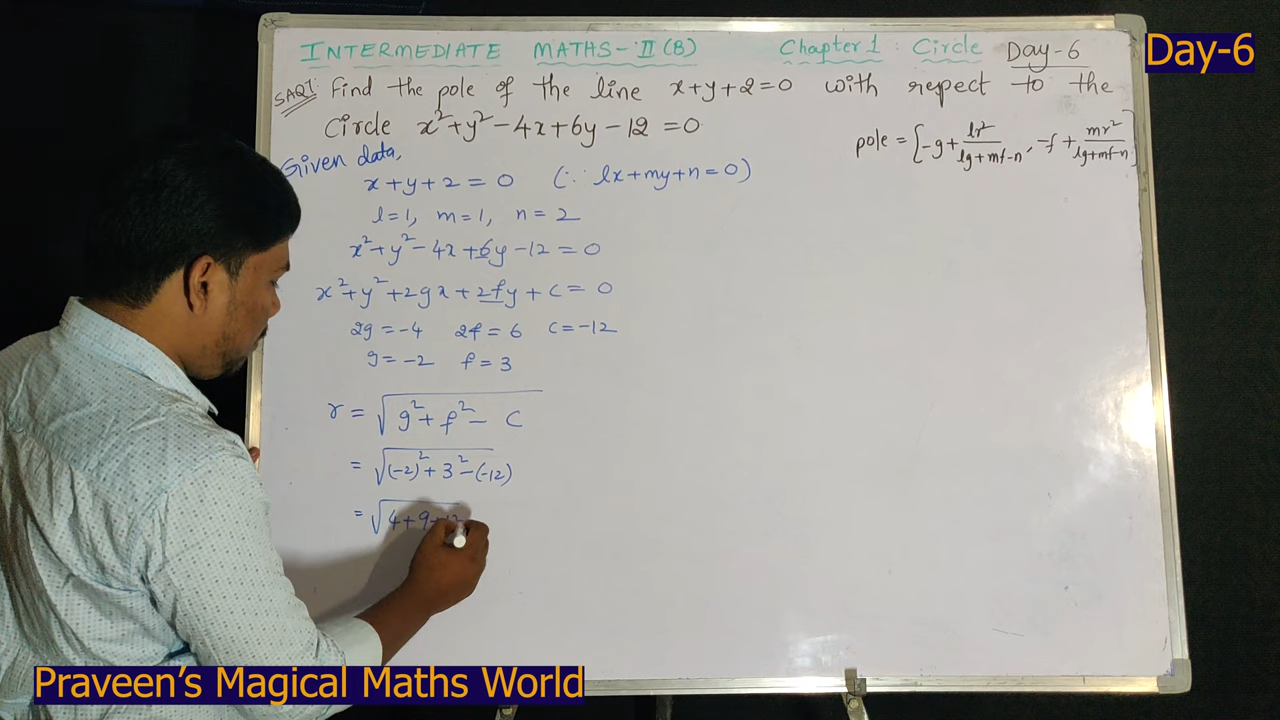 INTERMEDIATE MATHS-II(B) Chapter 1 : Circle Day-6
Day-6
SAQ1: Find the pole of the line x+y+2=0 with repect to the
Circle x²+y²-4x+6y-12=0.
pole = [-g+lr²/lg+mf-n, -f+mr²/lg+mf-n]
Given data,
x+y+2=0 (∵ lx+my+n=0)
l=1, m=1, n=2
x²+y²-4x+6y-12=0
x²+y²+2gx+2fy+c=0
2g=-4 2f=6 c=-12
g=-2 f=3
r = √g²+f²-c
= √(-2)²+3²-(-12)
= √4+9+12
Praveen's Magical Maths World